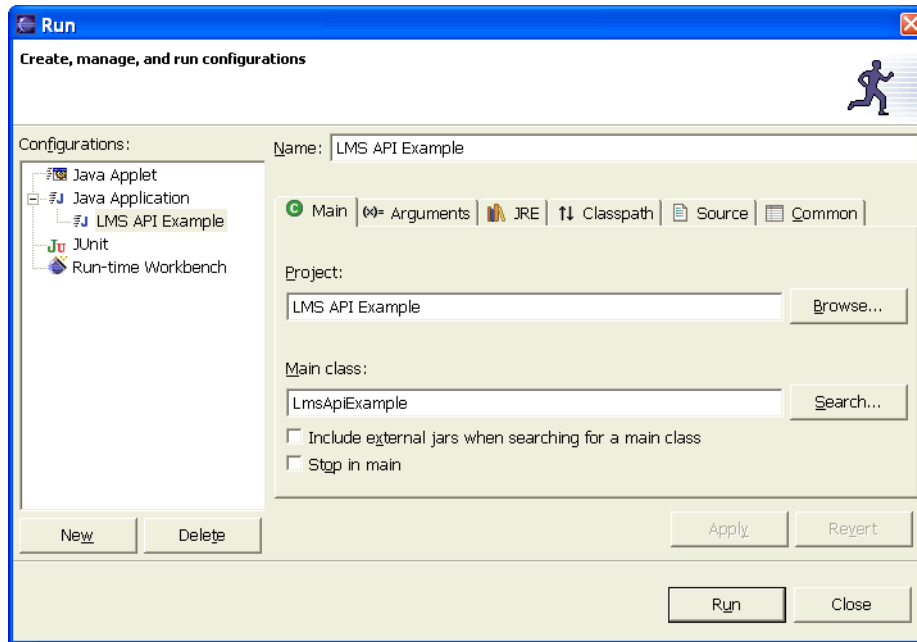 Run
Create, manage, and run configurations
Configurations:
Java Applet
Java Application
LMS API Example
JUnit
Run-time Workbench
New
Delete
Name: LMS API Example
Main
(x)= Arguments
JRE
Classpath
Source
Common
Project:
LMS API Example
Browse...
Main class:
LmsApiExample
Search...
Include external jars when searching for a main class
Stop in main
Apply
Revert
Run
Close